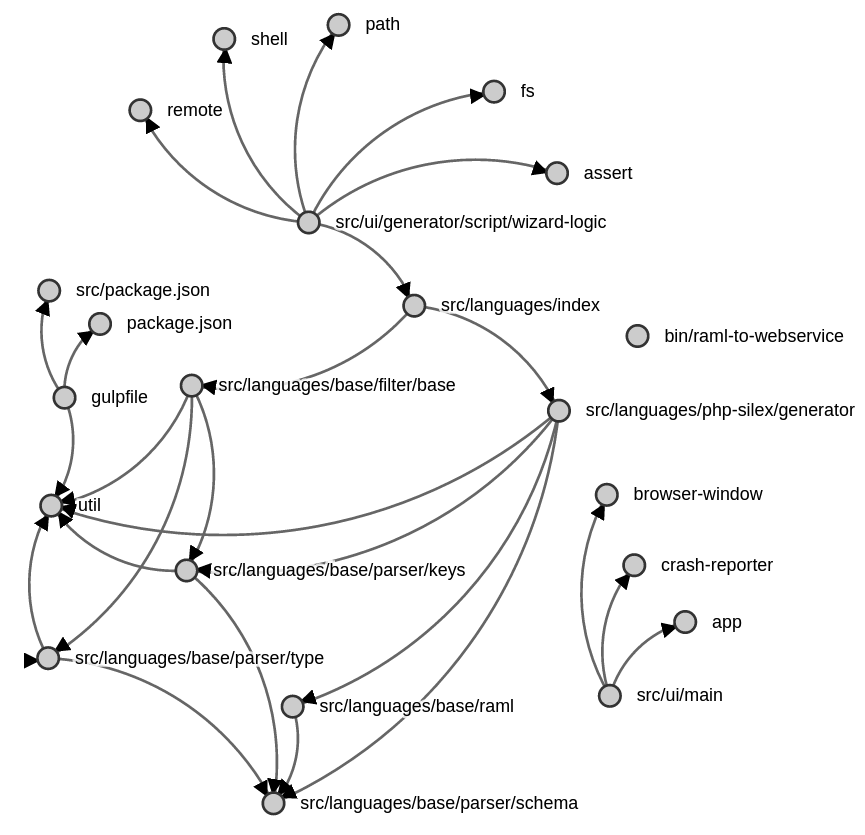 path
shell
fs
remote
assert
src/ui/generator/script/wizard-logic
src/package.json
src/languages/index
package.json
bin/raml-to-webservice
src/languages/base/filter/base
gulpfile
src/languages/php-silex/generator
browser-window
util
crash-reporter
src/languages/base/parser/keys
app
src/languages/base/parser/type
src/ui/main
src/languages/base/raml
src/languages/base/parser/schema